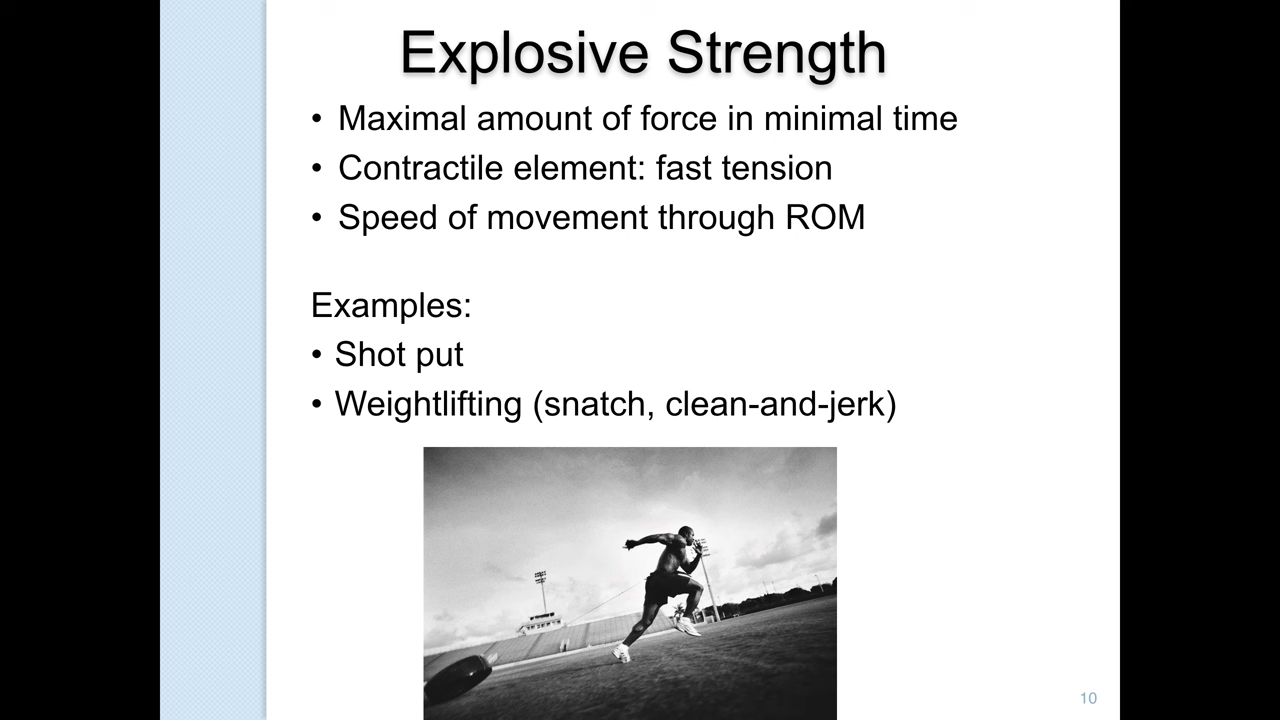 Explosive Strength
• Maximal amount of force in minimal time
• Contractile element: fast tension
• Speed of movement through ROM
Examples:
• Shot put
• Weightlifting (snatch, clean-and-jerk)
10